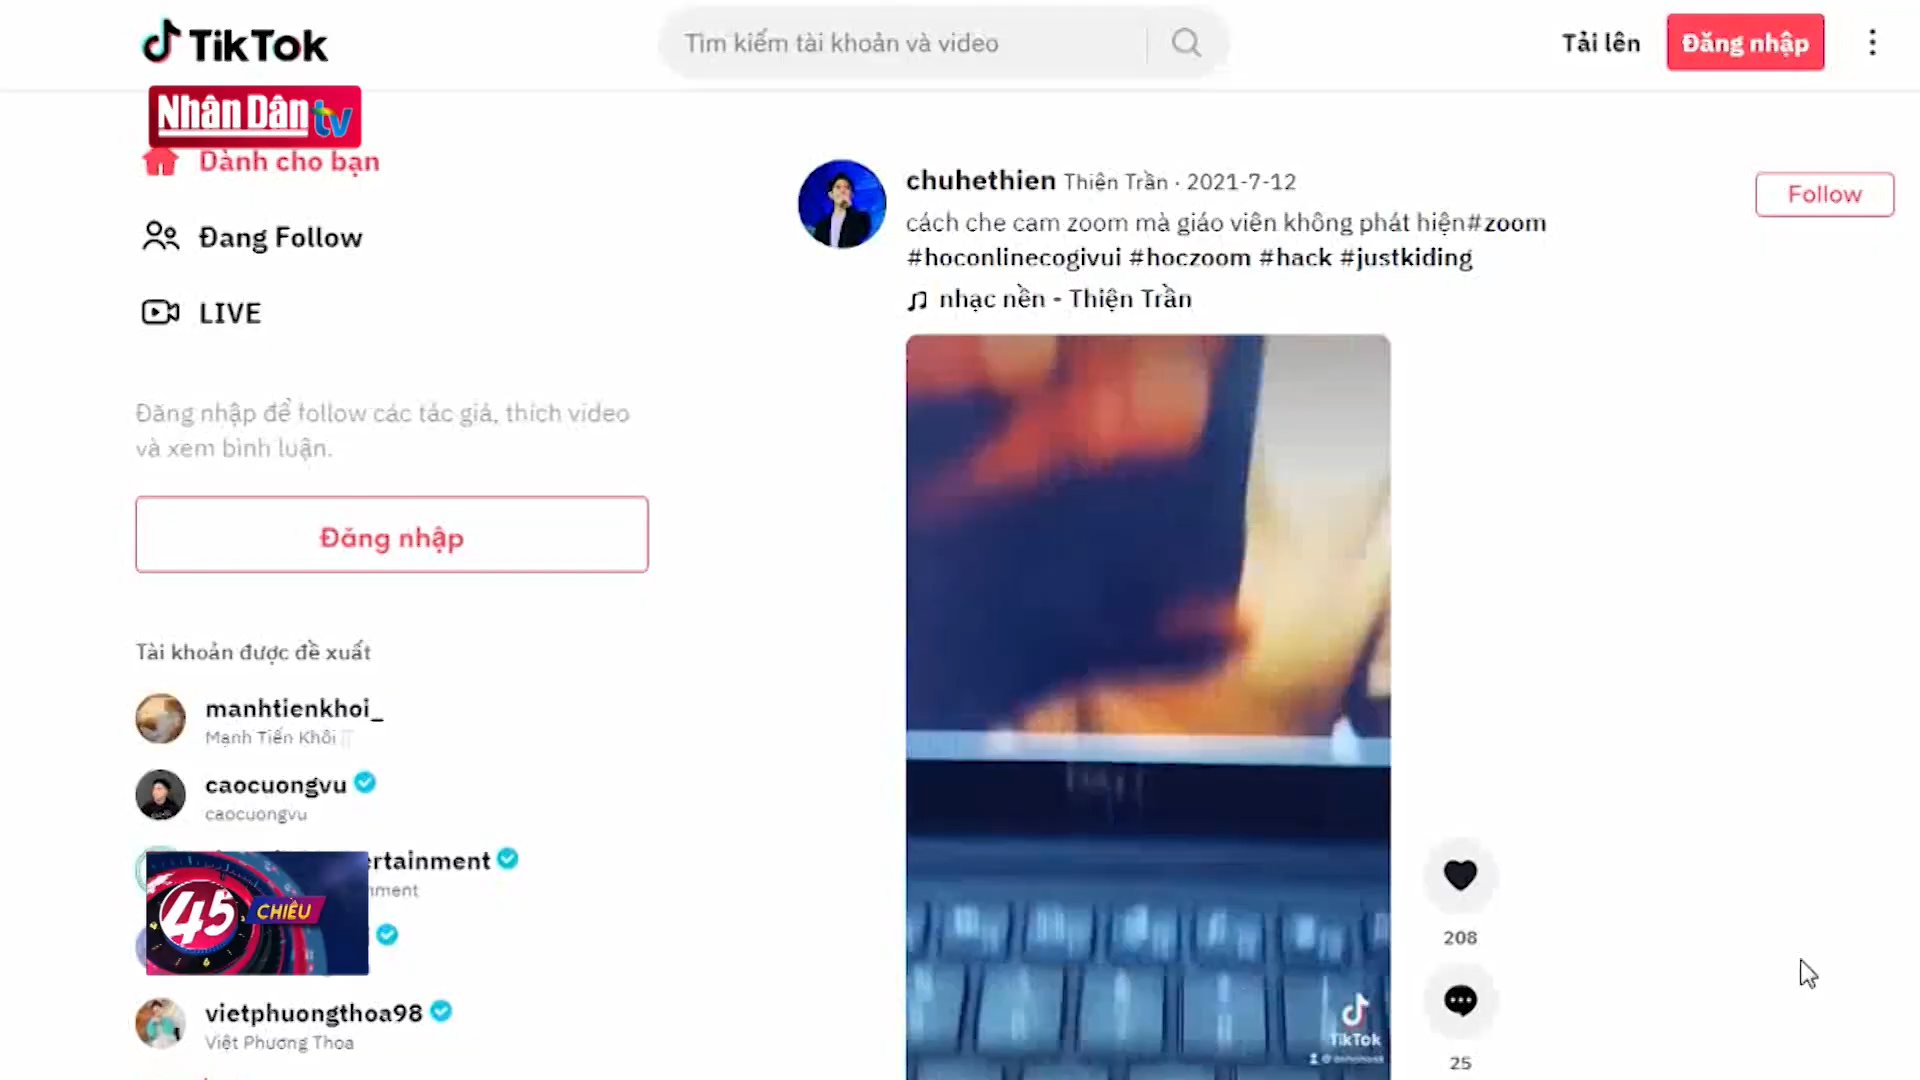 TikTok
Tìm kiếm tài khoản và video
Tải lên
Đăng nhập
Nhân Dân tv
Dành cho bạn
Đang Follow
LIVE
Đăng nhập để follow các tác giả, thích video
và xem bình luận.
Đăng nhập
Tài khoản được đề xuất
manhtienkhoi_
Mạnh Tiến Khôi
caocuongvu
caocuongvu
ertainment
nment
45 CHIỀU
vietphuongthoa98
Việt Phương Thoa
chuhethien Thiện Trần · 2021-7-12
cách che cam zoom mà giáo viên không phát hiện#zoom
#hoconlinecogivui #hoczoom #hack #justkiding
nhạc nền - Thiện Trần
Follow
TikTok
208
25